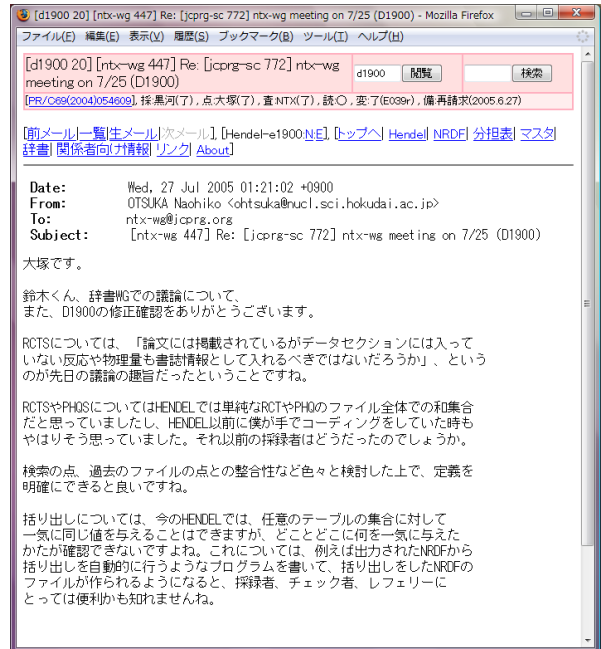 [d1900 20] [ntx-wg 447] Re: [jcprg-sc 772] ntx-wg meeting on 7/25 (D1900) - Mozilla Firefox
ファイル(F) 編集(E) 表示(V) 履歴(S) ブックマーク(B) ツール(T) ヘルプ(H)
[d1900 20] [ntx-wg 447] Re: [jcprg-sc 772] ntx-wg
meeting on 7/25 (D1900)
d1900 閲覧 検索
[PR/C69(2004)054609], 採:黒河(了) , 点:大塚(了) , 査:NTX(了) , 読:○ , 変:了(E039r) , 備:再請求(2005.6.27)
[前メール|一覧|生メール|次メール], [Hendel-e1900:N:E], [トップへ| Hendel| NRDF| 分担表| マスタ|
辞書| 関係者向け情報| リンク| About]
Date: Wed, 27 Jul 2005 01:21:02 +0900
From: OTSUKA Naohiko <ohtsuka@nucl.sci.hokudai.ac.jp>
To: ntx-wg@jcprg.org
Subject: [ntx-wg 447] Re: [jcprg-sc 772] ntx-wg meeting on 7/25 (D1900)
大塚です。
鈴木くん、辞書WGでの議論について、
また、D1900の修正確認をありがとうございます。
RCTSについては、「論文には掲載されているがデータセクションには入って
いない反応や物理量も書誌情報として入れるべきではないだろうか」、という
のが先日の議論の趣旨だったということですね。
RCTSやPHQSについてはHENDELでは単純なRCTやPHQのファイル全体での和集合
だと思っていましたし、HENDEL以前に僕が手でコーディングをしていた時も
やはりそう思っていました。それ以前の採録者はどうだったのでしょうか。
検索の点、過去のファイルの点との整合性など色々と検討した上で、定義を
明確にできると良いですね。
括り出しについては、今のHENDELでは、任意のテーブルの集合に対して
一気に同じ値を与えることはできますが、どことどこに何を一気に与えた
かたが確認できないですよね。これについては、例えば出力されたNRDFから
括り出しを自動的に行うようなプログラムを書いて、括り出しをしたNRDFの
ファイルが作られるようになると、採録者、チェック者、レフェリーに
とっては便利かも知れませんね。